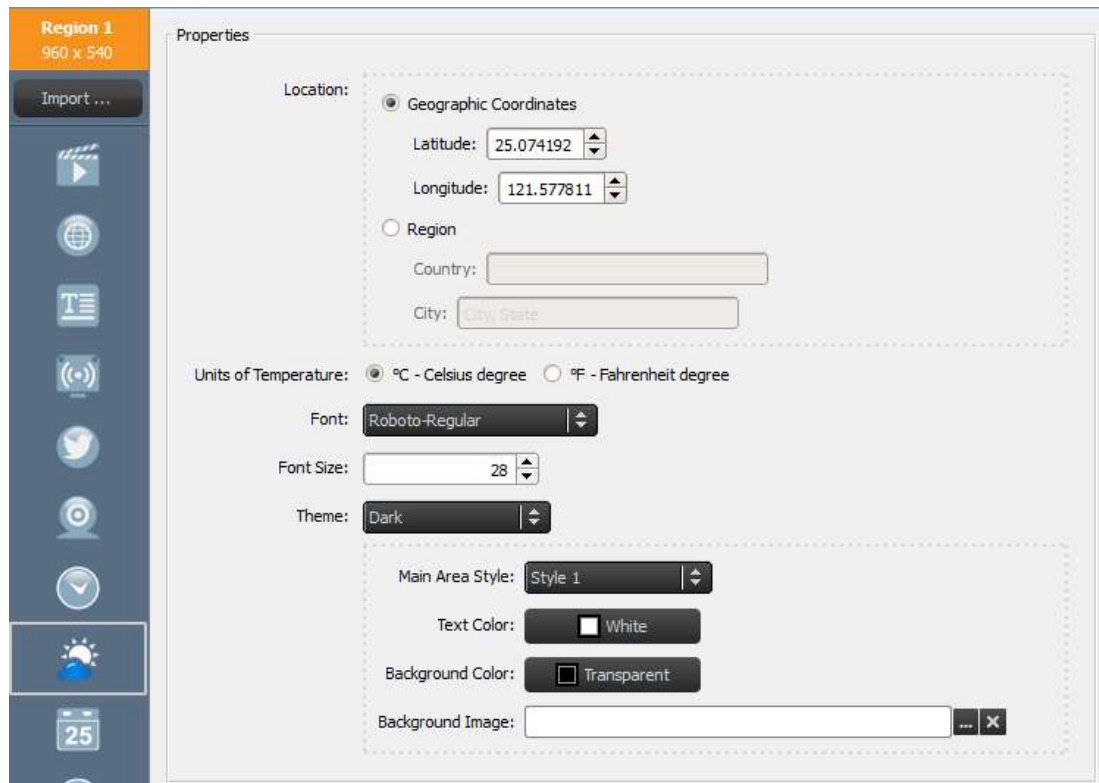 Region 1
960 x 540
Import ...
25
Properties
Location:
Geographic Coordinates
Latitude: 25.074192
Longitude: 121.577811
Region
Country:
City: City, State
Units of Temperature: °C - Celsius degree °F - Fahrenheit degree
Font: Roboto-Regular
Font Size: 28
Theme: Dark
Main Area Style: Style 1
Text Color: White
Background Color: Transparent
Background Image: ...